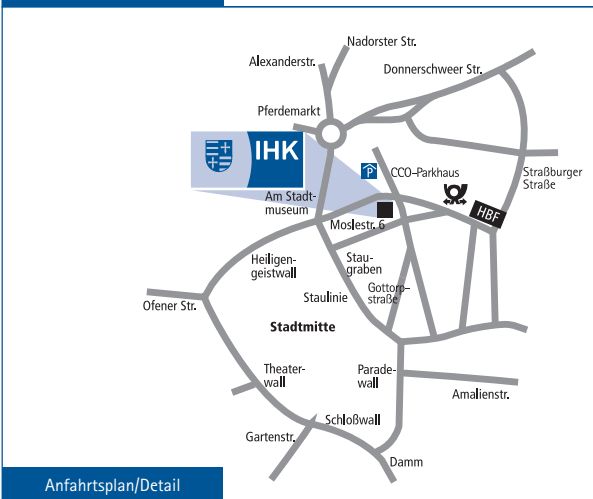 Nadorster Str.
Alexanderstr.
Donnerschweer Str.
Pferdemarkt
IHK
P
CCO-Parkhaus
Straßburger
Straße
Am Stadt-
museum
HBF
Moslestr. 6
Heiligen-
geistwall
Stau-
graben
Gottorp-
straße
Staulinie
Ofener Str.
Stadtmitte
Theater-
wall
Parade-
wall
Amalienstr.
Schloßwall
Gartenstr.
Damm
Anfahrtsplan/Detail